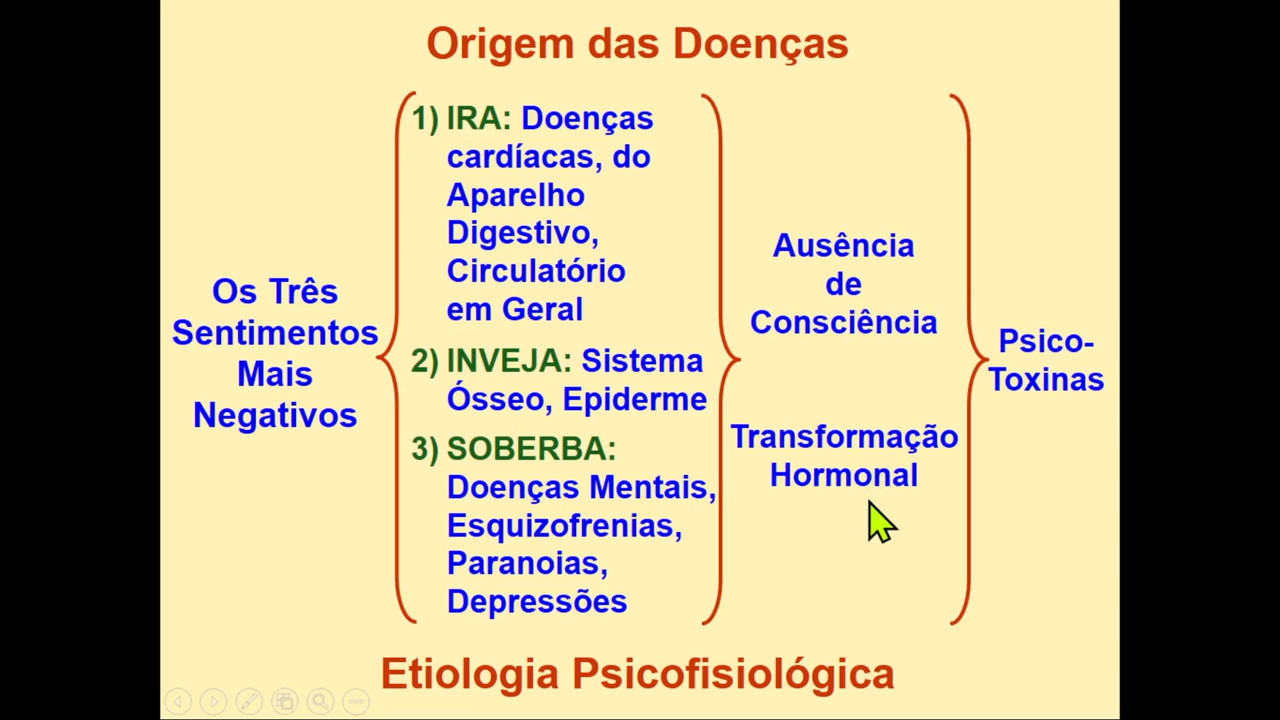 Origem das Doenças
Os Três
Sentimentos
Mais
Negativos
1) IRA: Doenças
cardíacas, do
Aparelho
Digestivo,
Circulatório
em Geral
2) INVEJA: Sistema
Ósseo, Epiderme
3) SOBERBA:
Doenças Mentais,
Esquizofrenias,
Paranoias,
Depressões
Ausência
de
Consciência
Transformação
Hormonal
Psico-
Toxinas
Etiologia Psicofisiológica